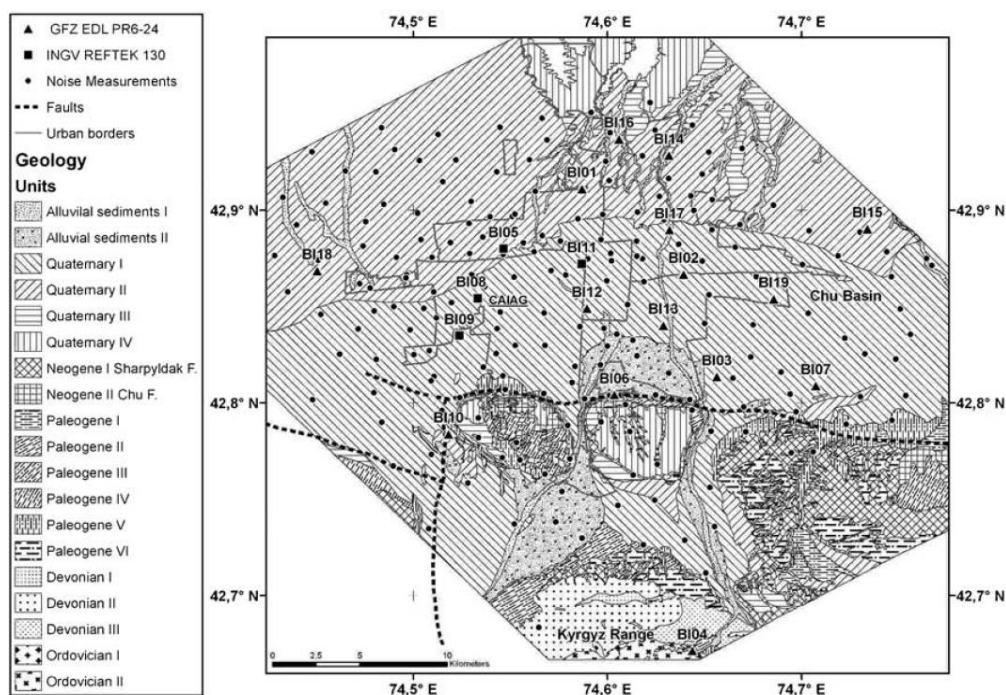 GFZ EDL PR6-24
INGV REFTEK 130
Noise Measurements
Faults
Urban borders
Geology
Units
Alluvilal sediments I
Alluvial sediments II
Quaternary I
Quaternary II
Quaternary III
Quaternary IV
Neogene I Sharpyldak F.
Neogene II Chu F.
Paleogene I
Paleogene II
Paleogene III
Paleogene IV
Paleogene V
Paleogene VI
Devonian I
Devonian II
Devonian III
Ordovician I
Ordovician II
74,5° E 74,6° E 74,7° E
42,9° N 42,9° N
42,8° N 42,8° N
42,7° N 42,7° N
74,5° E 74,6° E 74,7° E
BI16
BI14
BI01
BI17
BI15
BI05
BI11
BI02
BI18
BI08
BI12
BI19
CAIAG
Chu Basin
BI09
BI13
BI03
BI07
BI06
BI10
Kyrgyz Range
BI04
0 2.5 5 10
Kilometers